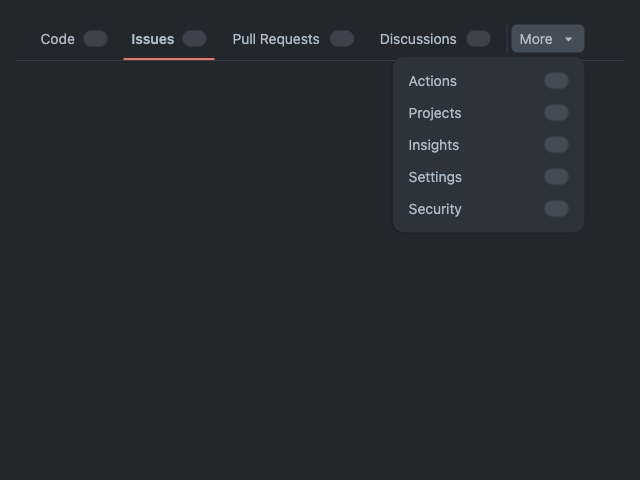 Code Issues Pull Requests Discussions More
Actions
Projects
Insights
Settings
Security